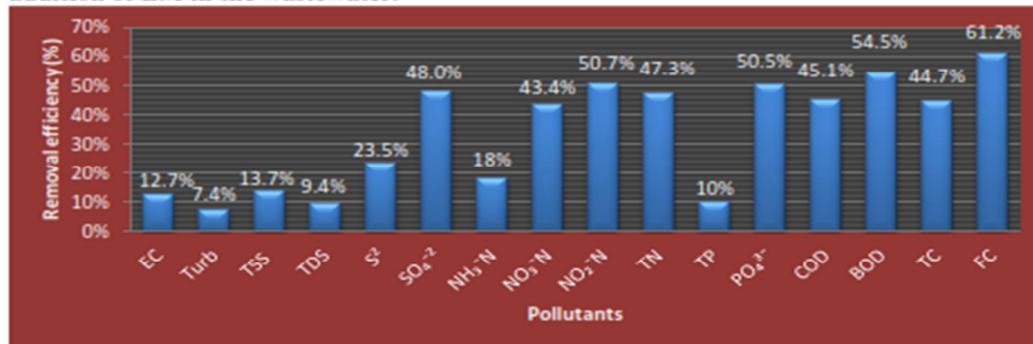 70%
60%
50%
40%
30%
20%
10%
0%
Removal efficiency (%)
12.7%
7.4%
13.7%
9.4%
23.5%
48.0%
18%
43.4%
50.7%
47.3%
10%
50.5%
45.1%
54.5%
44.7%
61.2%
EC
Turb
TSS
TDS
S²
SO₄⁻²
NH₃⁻N
NO₃⁻N
NO₂⁻N
TN
TP
PO₄³⁻
COD
BOD
TC
FC
Pollutants